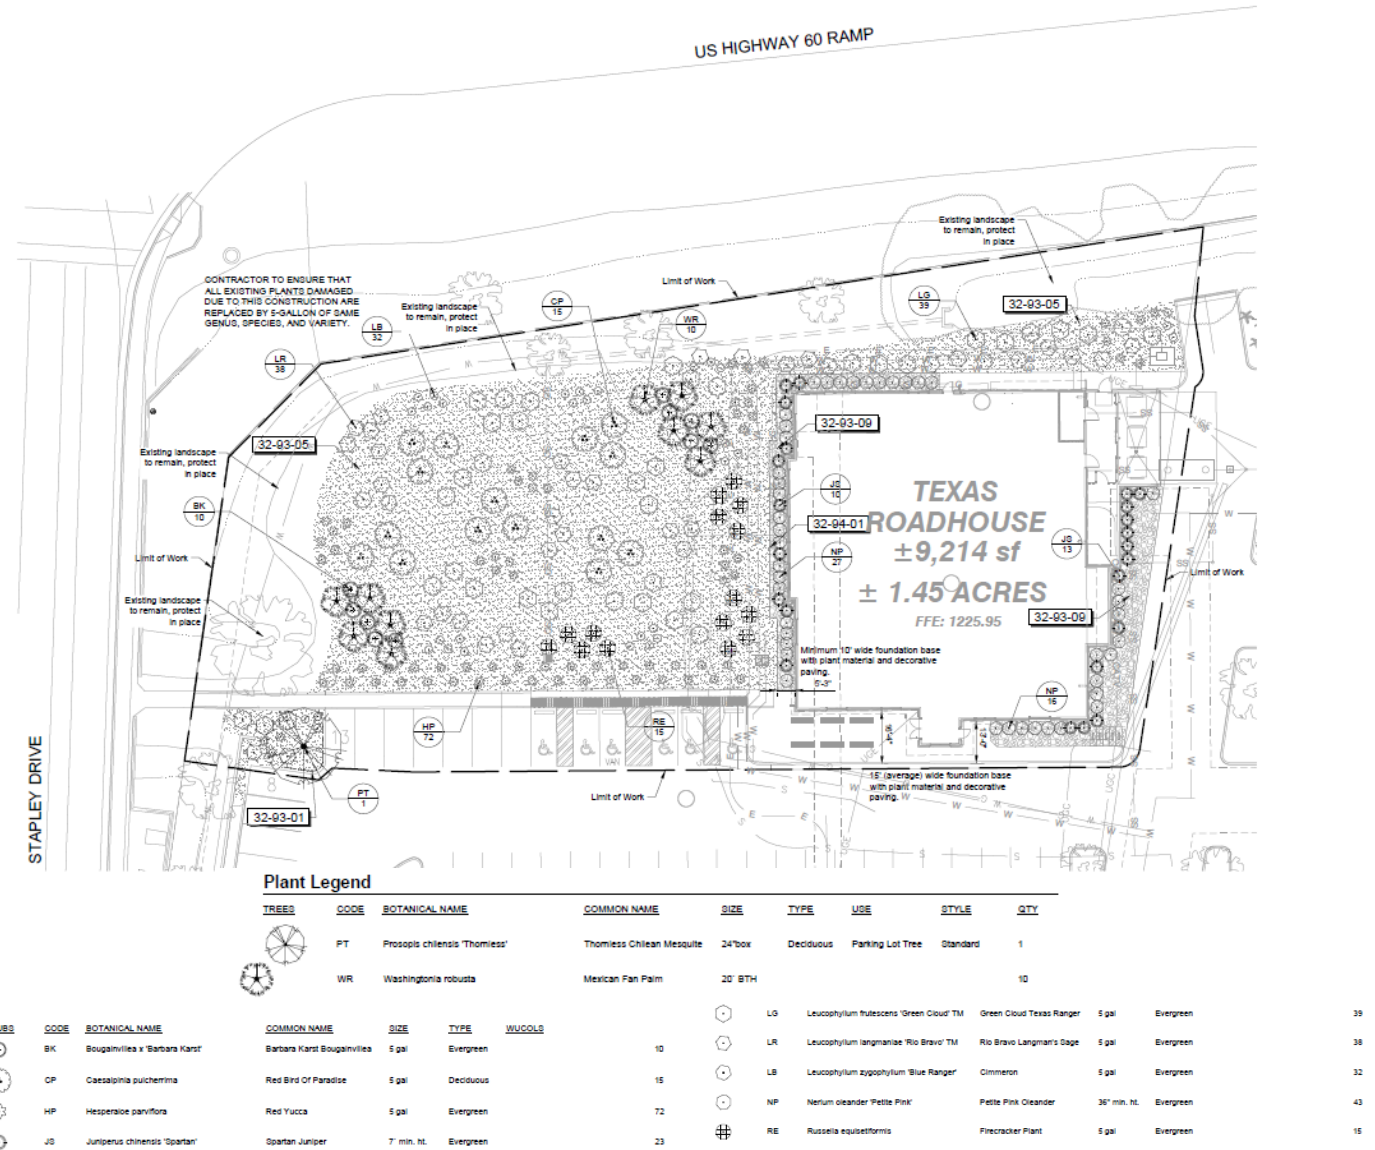 US HIGHWAY 60 RAMP
Existing landscape
to remain, protect
in place
CONTRACTOR TO ENSURE THAT
ALL EXISTING PLANTS DAMAGED
DUE TO THIS CONSTRUCTION ARE
REPLACED BY 5-GALLON OF SAME
GENUS, SPECIES, AND VARIETY.
Limit of Work
LG
39
32-93-05
CP
15
Existing landscape
to remain, protect
in place
WR
10
LB
32
LR
38
32-93-05
32-93-09
Existing landscape
to remain, protect
in place
JS
10
BK
10
TEXAS
ROADHOUSE
±9,214 sf
± 1.45 ACRES
FFE: 1225.95
32-94-01
NP
27
JS
13
Limit of Work
Limit of Work
Existing landscape
to remain, protect
in place
32-93-09
Minimum 10' wide foundation base
with plant material and decorative
paving.
5'-3"
NP
16
HP
72
RE
15
VAN
STAPLEY DRIVE
PT
1
Limit of Work
15' (average) wide foundation base
with plant material and decorative
paving.
32-93-01
Plant Legend
TREES CODE BOTANICAL NAME COMMON NAME SIZE TYPE USE STYLE QTY
PT Prosopis chilensis 'Thornless' Thornless Chilean Mesquite 24"box Deciduous Parking Lot Tree Standard 1
WR Washingtonia robusta Mexican Fan Palm 20' BTH 10
UBS CODE BOTANICAL NAME COMMON NAME SIZE TYPE WUCOLS
BK Bougainvillea x 'Barbara Karst' Barbara Karst Bougainvillea 5 gal Evergreen 10
CP Caesalpinia pulcherrima Red Bird Of Paradise 5 gal Deciduous 15
HP Hesperaloe parviflora Red Yucca 5 gal Evergreen 72
JS Juniperus chinensis 'Spartan' Spartan Juniper 7' min. ht. Evergreen 23
LG Leucophyllum frutescens 'Green Cloud' TM Green Cloud Texas Ranger 5 gal Evergreen 39
LR Leucophyllum langmaniae 'Rio Bravo' TM Rio Bravo Langman's Sage 5 gal Evergreen 38
LB Leucophyllum zygophyllum 'Blue Ranger' Cimmeron 5 gal Evergreen 32
NP Nerium oleander 'Petite Pink' Petite Pink Oleander 36" min. ht. Evergreen 43
RE Russelia equisetiformis Firecracker Plant 5 gal Evergreen 15